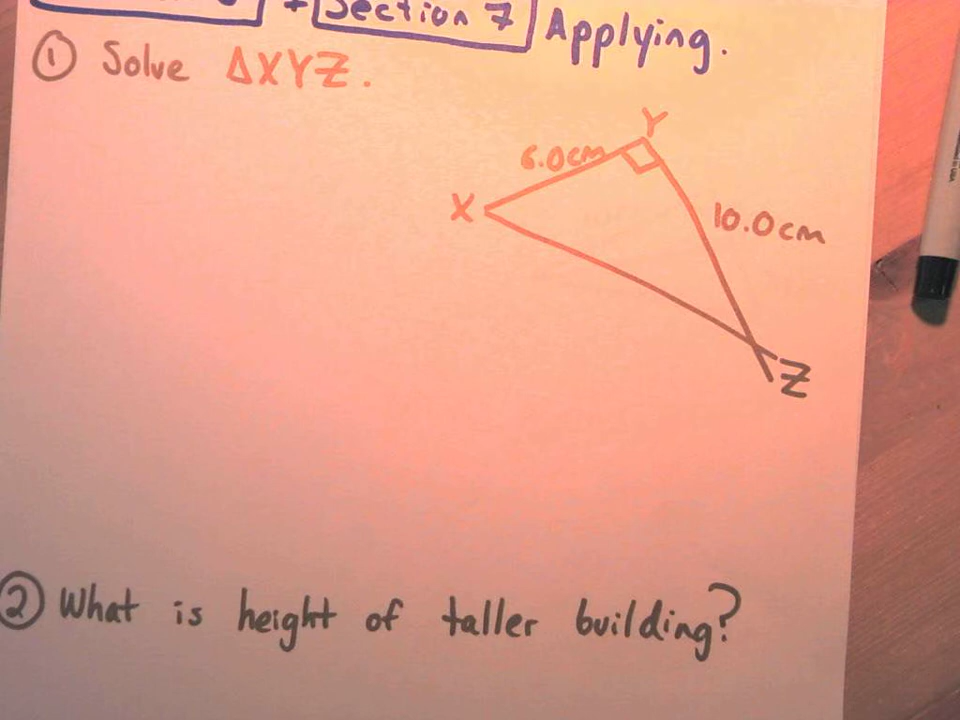 + Section 7 Applying.
① Solve ΔXYZ.
Y
6.0cm
X
10.0cm
Z
② What is height of taller building?